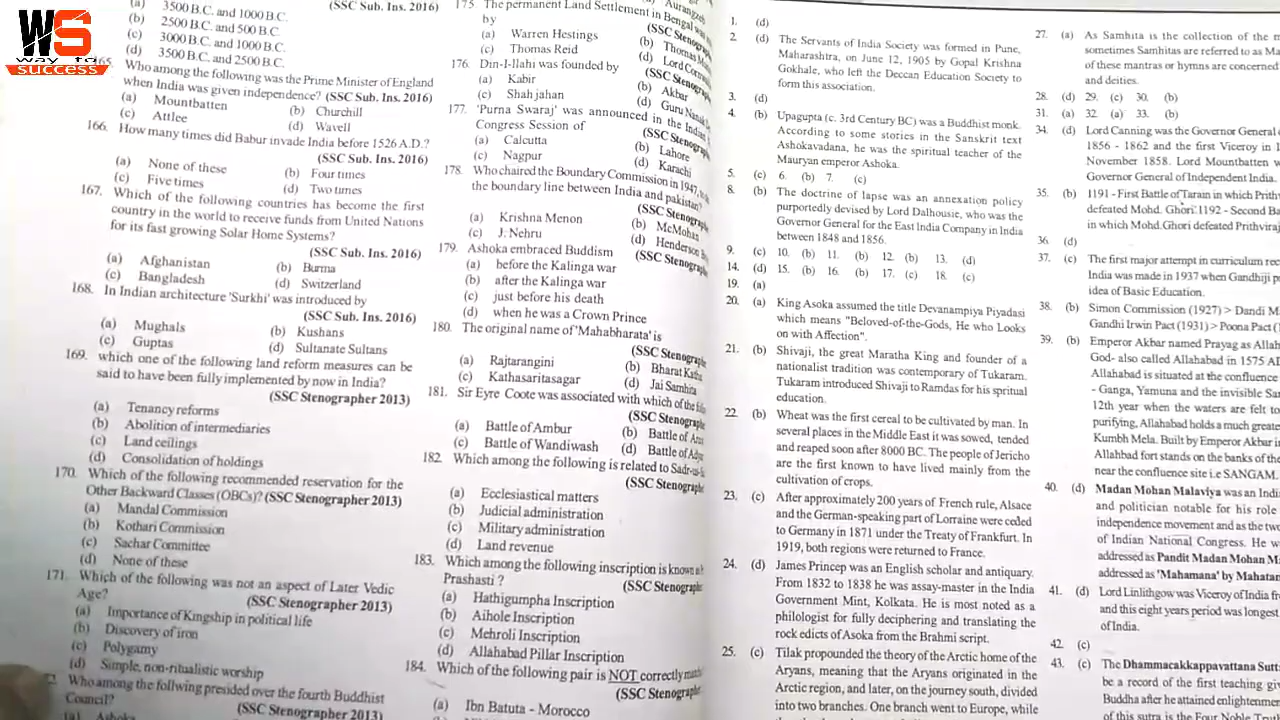 WS
way to
success
(a) 3500 B.C. and 1000 B.C.
(b) 2500 B.C. and 500 B.C.
(c) 3000 B.C. and 1000 B.C.
(d) 3500 B.C. and 2500 B.C.
(SSC Sub. Ins. 2016)
Who among the following was the Prime Minister of England
when India was given independence? (SSC Sub. Ins. 2016)
(a) Mountbatten (b) Churchill
(c) Attlee (d) Wavell
166. How many times did Babur invade India before 1526 A.D.?
(SSC Sub. Ins. 2016)
(a) None of these (b) Four times
(c) Five times (d) Two times
167. Which of the following countries has become the first
country in the world to receive funds from United Nations
for its fast growing Solar Home Systems?
(SSC Sub. Ins. 2016)
(a) Afghanistan (b) Burma
(c) Bangladesh (d) Switzerland
168. In Indian architecture 'Surkhi' was introduced by
(SSC Sub. Ins. 2016)
(a) Mughals (b) Kushans
(c) Guptas (d) Sultanate Sultans
169. which one of the following land reform measures can be
said to have been fully implemented by now in India?
(SSC Stenographer 2013)
(a) Tenancy reforms
(b) Abolition of intermediaries
(c) Land ceilings
(d) Consolidation of holdings
170. Which of the following recommended reservation for the
Other Backward Classes (OBCs)? (SSC Stenographer 2013)
(a) Mandal Commission
(b) Kothari Commission
(c) Sachar Committee
(d) None of these
171. Which of the following was not an aspect of Later Vedic
Age? (SSC Stenographer 2013)
(a) Importance of Kingship in political life
(b) Discovery of iron
(c) Polygamy
(d) Simple, non-ritualistic worship
Who among the follwing presided over the fourth Buddhist
Council? (SSC Stenographer 2013)
175 The permanent Land Settlement in Bengal was
by
(a) Warren Hestings
(c) Thomas Reid
176. Din-I-Ilahi was founded by
(a) Kabir (b) Akbar
(c) Shah jahan (d) Guru Nanak
177. 'Purna Swaraj' was announced in the Indian
Congress Session of
(a) Calcutta (b) Lahore
(c) Nagpur (d) Karachi
178. Who chaired the Boundary Commission in 1947,
the boundary line between India and pakistan?
(a) Krishna Menon (b) McMohan
(c) J. Nehru (d) Henderson
179. Ashoka embraced Buddhism
(a) before the Kalinga war
(b) after the Kalinga war
(c) just before his death
(d) when he was a Crown Prince
180. The original name of 'Mahabharata' is
(a) Rajtarangini (b) Bharat Katha
(c) Kathasaritasagar (d) Jai Samhita
181. Sir Eyre Coote was associated with which of the
(a) Battle of Ambur (b) Battle of
(c) Battle of Wandiwash (d) Battle of
182. Which among the following is related to
(a) Ecclesiastical matters
(b) Judicial administration
(c) Military administration
(d) Land revenue
183. Which among the following inscription is known
Prashasti ?
(a) Hathigumpha Inscription
(b) Aihole Inscription
(c) Mehroli Inscription
(d) Allahabad Pillar Inscription
184. Which of the following pair is NOT correctly
(a) Ibn Batuta - Morocco
1. (d)
2. (d) The Servants of India Society was formed in Pune,
Maharashtra, on June 12, 1905 by Gopal Krishna
Gokhale, who left the Deccan Education Society to
form this association.
3. (d)
4. (b) Upagupta (c. 3rd Century BC) was a Buddhist monk.
According to some stories in the Sanskrit text
Ashokavadana, he was the spiritual teacher of the
Mauryan emperor Ashoka.
5. (c) 6. (b) 7. (c)
8. (b) The doctrine of lapse was an annexation policy
purportedly devised by Lord Dalhousie, who was the
Governor General for the East India Company in India
between 1848 and 1856.
9. (c) 10. (b) 11. (b) 12. (b) 13. (d)
14. (d) 15. (b) 16. (b) 17. (c) 18. (c)
19. (a)
20. (a) King Asoka assumed the title Devanampiya Piyadasi
which means "Beloved-of-the-Gods, He who Looks
on with Affection".
21. (b) Shivaji, the great Maratha King and founder of a
nationalist tradition was contemporary of Tukaram.
Tukaram introduced Shivaji to Ramdas for his spritual
education.
22. (b) Wheat was the first cereal to be cultivated by man. In
several places in the Middle East it was sowed, tended
and reaped soon after 8000 BC. The people of Jericho
are the first known to have lived mainly from the
cultivation of crops.
23. (c) After approximately 200 years of French rule, Alsace
and the German-speaking part of Lorraine were ceded
to Germany in 1871 under the Treaty of Frankfurt. In
1919, both regions were returned to France.
24. (d) James Princep was an English scholar and antiquary.
From 1832 to 1838 he was assay-master in the India
Government Mint, Kolkata. He is most noted as a
philologist for fully deciphering and translating the
rock edicts of Asoka from the Brahmi script.
25. (c) Tilak propounded the theory of the Arctic home of the
Aryans, meaning that the Aryans originated in the
Arctic region, and later, on the journey south, divided
into two branches. One branch went to Europe, while
27. (a) As Samhita is the collection of the
sometimes Samhitas are referred to as
of these mantras or hymns are concerned
and deities.
28. (d) 29. (c) 30. (b)
31. (a) 32. (a) 33. (b)
34. (d) Lord Canning was the Governor General
1856 - 1862 and the first Viceroy in
November 1858. Lord Mountbatten
Governor General of Independent India.
35. (b) 1191 - First Battle of Tarain in which
defeated Mohd. Ghori. 1192 - Second
in which Mohd.Ghori defeated Prithviraj
36. (d)
37. (c) The first major attempt in curriculum
India was made in 1937 when Gandhiji
idea of Basic Education.
38. (b) Simon Commission (1927) > Dandi
Gandhi Irwin Pact (1931) > Poona Pact
39. (b) Emperor Akbar named Prayag as
God- also called Allahabad in 1575
Allahabad is situated at the confluence
- Ganga, Yamuna and the invisible
12th year when the waters are felt to
purifying, Allahabad holds a much
Kumbh Mela. Built by Emperor Akbar
Allahbad fort stands on the banks of the
near the confluence site i.e SANGAM.
40. (d) Madan Mohan Malaviya was an
and politician notable for his role
independence movement and as the
of Indian National Congress. He
addressed as Pandit Madan Mohan
addressed as 'Mahamana' by
41. (d) Lord Linlithgow was Viceroy of India
and this eight years period was longest
of India.
42. (c)
43. (c) The Dhammacakkappavattana
be a record of the first teaching
Buddha after he attained
of this sutra is the Four Noble